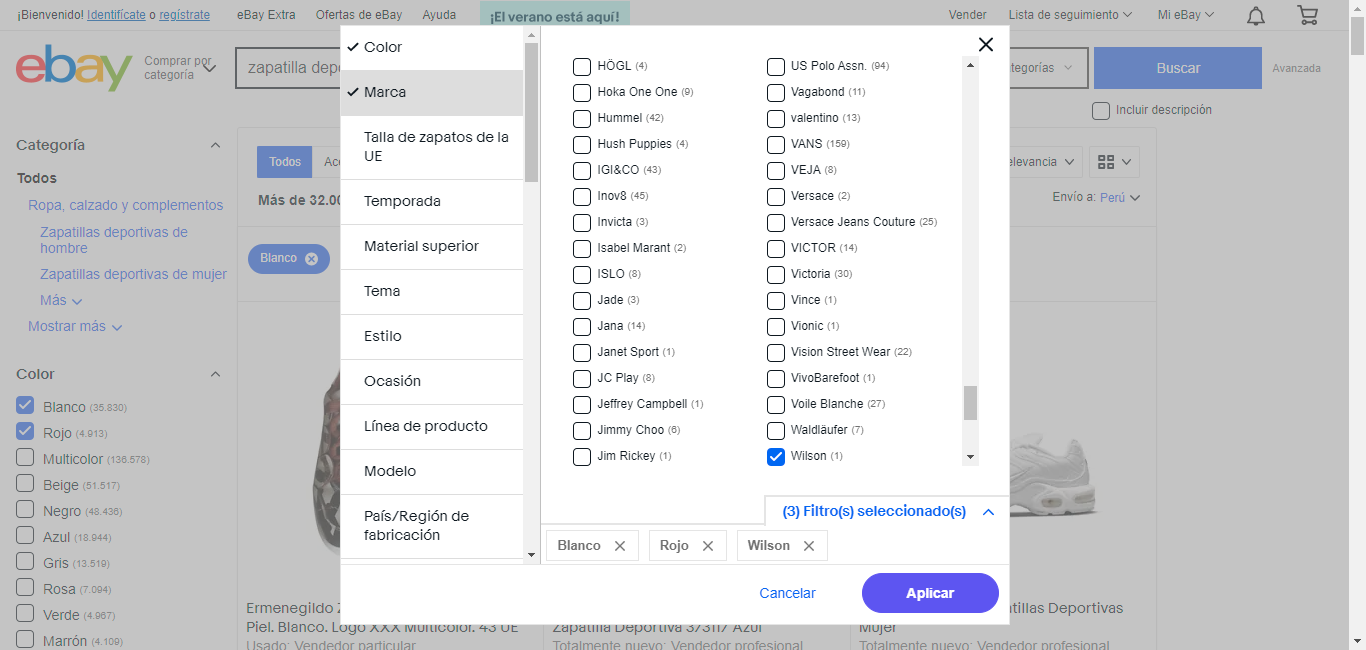 ¡Bienvenido! Identifícate o regístrate
eBay Extra
Ofertas de eBay
Ayuda
¡El verano está aquí!
Vender
Lista de seguimiento
Mi eBay
ebay
Comprar por
categoría
zapatilla depo
tegorías
Buscar
Avanzada
Incluir descripción
Categoría
Todos
Ropa, calzado y complementos
Zapatillas deportivas de
hombre
Zapatillas deportivas de mujer
Más
Mostrar más
Color
Blanco (35.830)
Rojo (4.913)
Multicolor (136.578)
Beige (51.517)
Negro (48.436)
Azul (18.944)
Gris (13.519)
Rosa (7.094)
Verde (4.967)
Marrón (4.109)
Todos
Ace
Más de 32.00
Blanco
elevancia
Envío a: Perú
Color
Marca
Talla de zapatos de la
UE
Temporada
Material superior
Tema
Estilo
Ocasión
Línea de producto
Modelo
País/Región de
fabricación
HÖGL (4)
Hoka One One (9)
Hummel (42)
Hush Puppies (4)
IGI&CO (43)
Inov8 (45)
Invicta (3)
Isabel Marant (2)
ISLO (8)
Jade (3)
Jana (14)
Janet Sport (1)
JC Play (8)
Jeffrey Campbell (1)
Jimmy Choo (6)
Jim Rickey (1)
US Polo Assn. (94)
Vagabond (11)
valentino (13)
VANS (159)
VEJA (8)
Versace (2)
Versace Jeans Couture (25)
VICTOR (14)
Victoria (30)
Vince (1)
Vionic (1)
Vision Street Wear (22)
VivoBarefoot (1)
Voile Blanche (27)
Waldläufer (7)
Wilson (1)
(3) Filtro(s) seleccionado(s)
Blanco
Rojo
Wilson
Cancelar
Aplicar
Ermenegildo Z
Piel. Blanco. Logo XXX Multicolor. 43 UE
Usado: Vendedor particular
Zapatilla Deportiva 373117 Azul
Totalmente nuevo: Vendedor profesional
tillas Deportivas
Mujer
Totalmente nuevo: Vendedor profesional